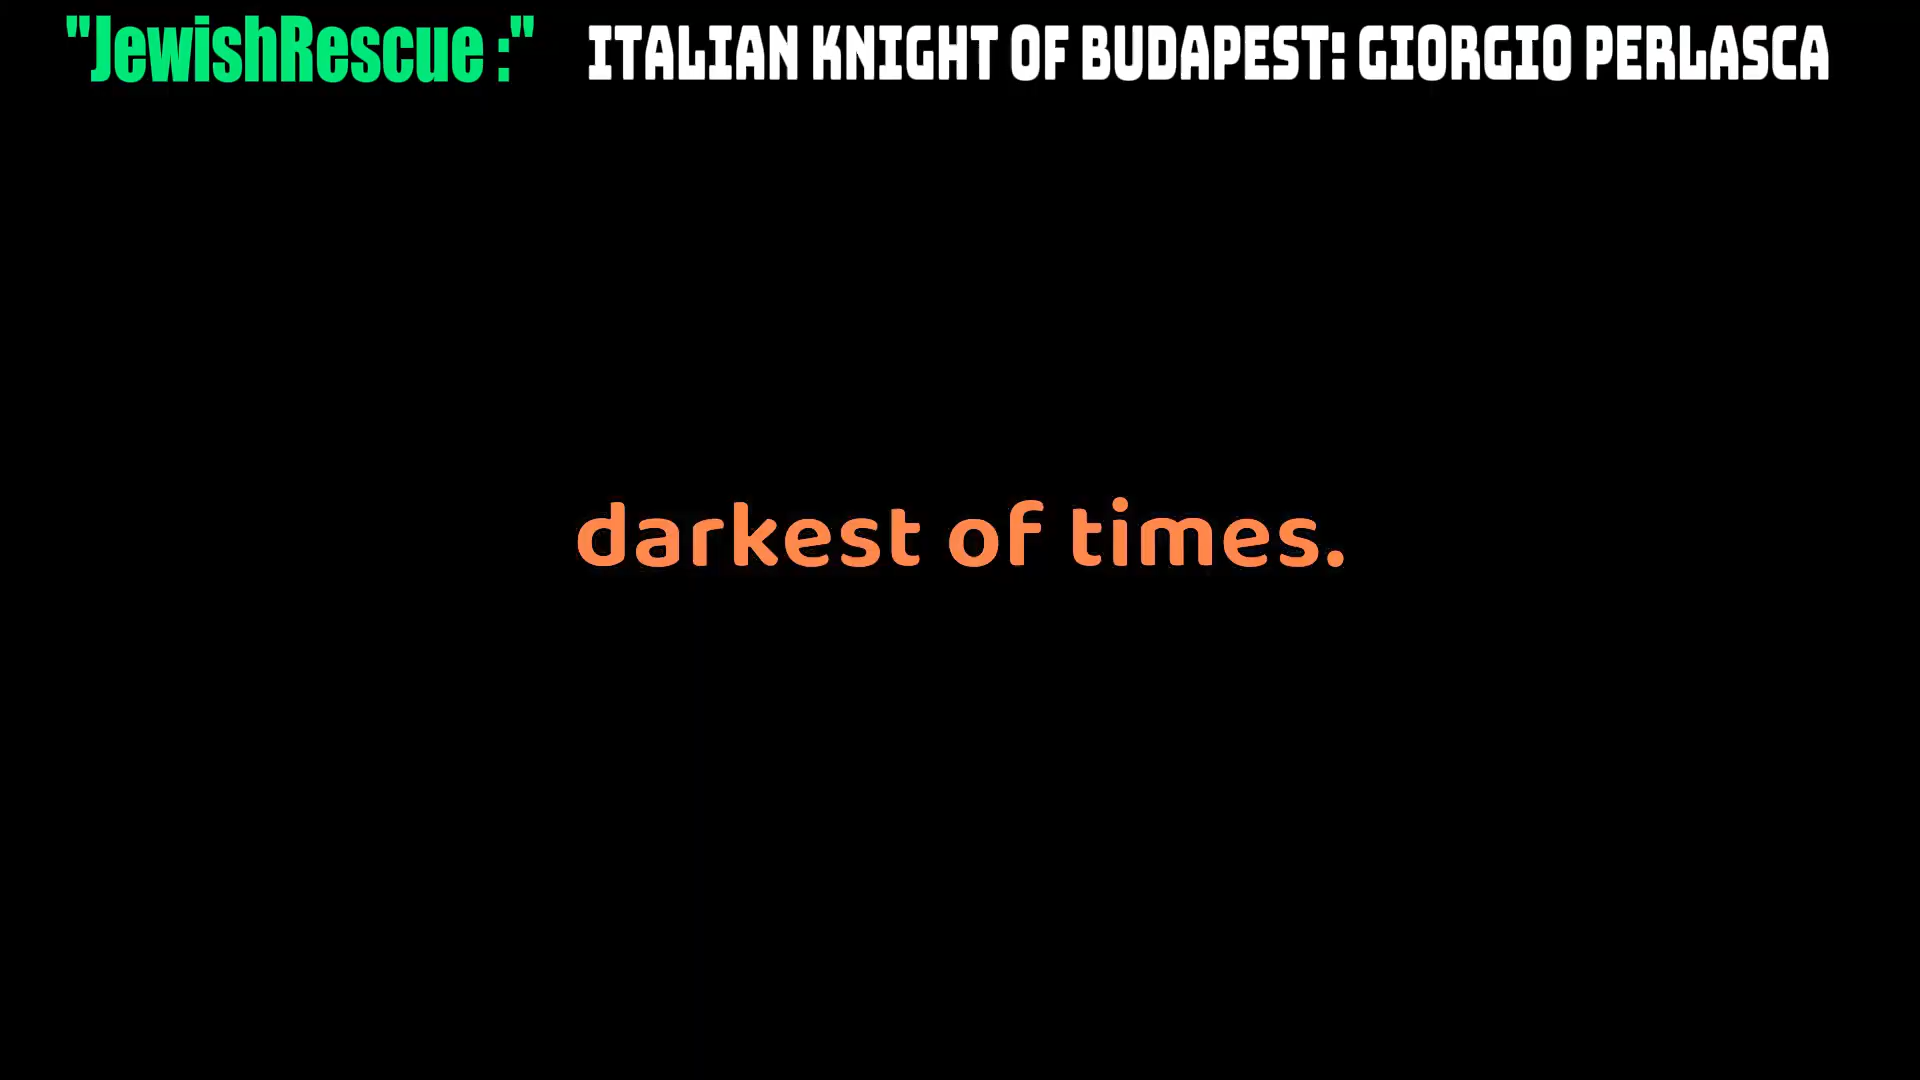 "JewishRescue :" ITALIAN KNIGHT OF BUDAPEST: GIORGIO PERLASCA
darkest of times.